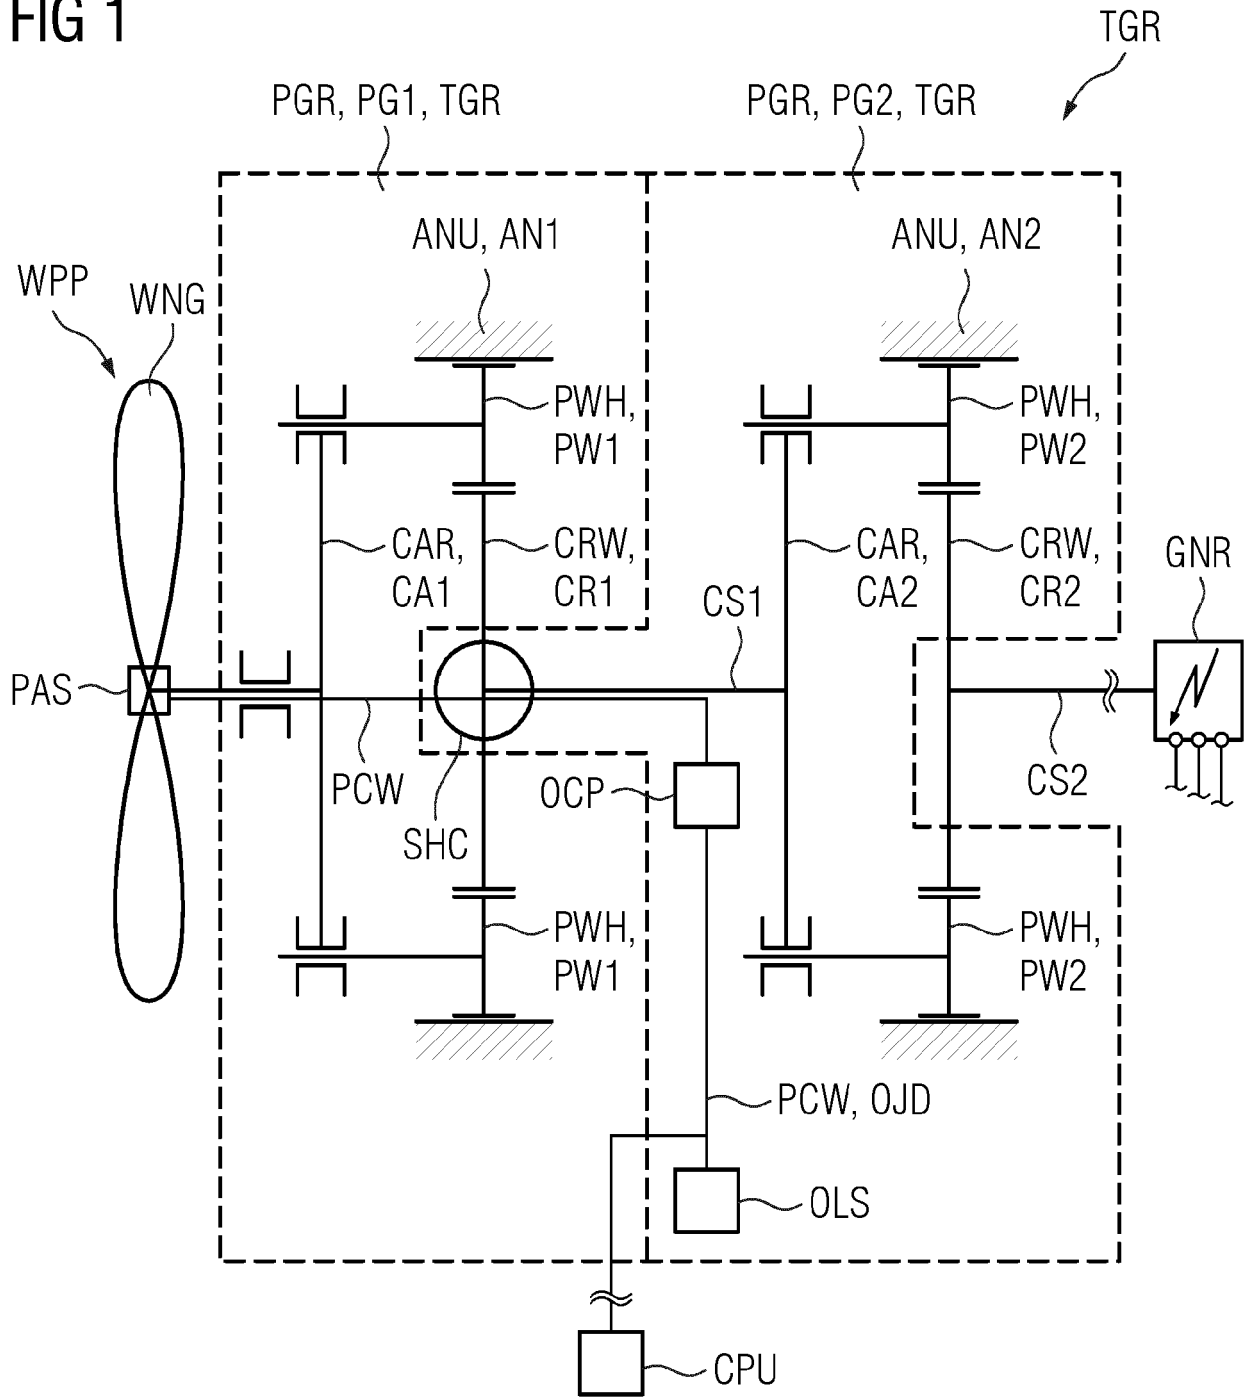 FIG 1
TGR
PGR, PG1, TGR
PGR, PG2, TGR
ANU, AN1
ANU, AN2
WPP
WNG
PWH,
PW1
PWH,
PW2
CAR,
CA1
CRW,
CR1
CS1
CAR,
CA2
CRW,
CR2
GNR
PAS
PCW
SHC
OCP
CS2
PWH,
PW1
PWH,
PW2
PCW, OJD
OLS
CPU